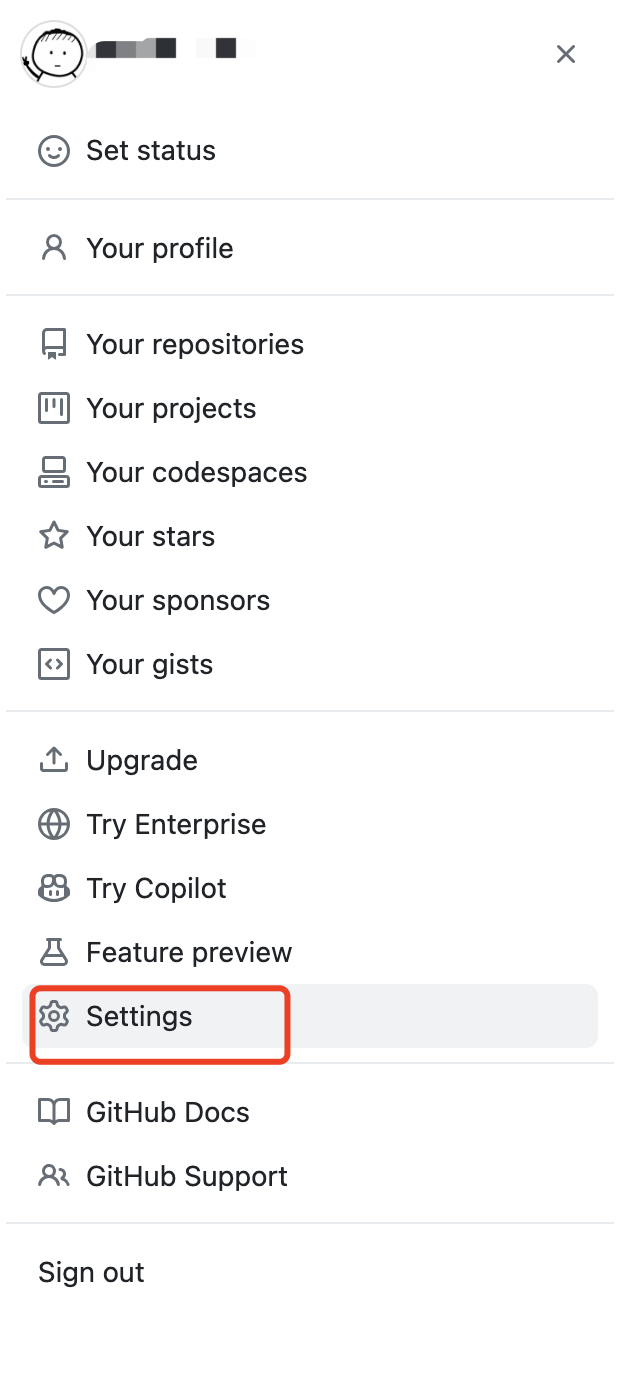 Set status
Your profile
Your repositories
Your projects
Your codespaces
Your stars
Your sponsors
Your gists
Upgrade
Try Enterprise
Try Copilot
Feature preview
Settings
GitHub Docs
GitHub Support
Sign out